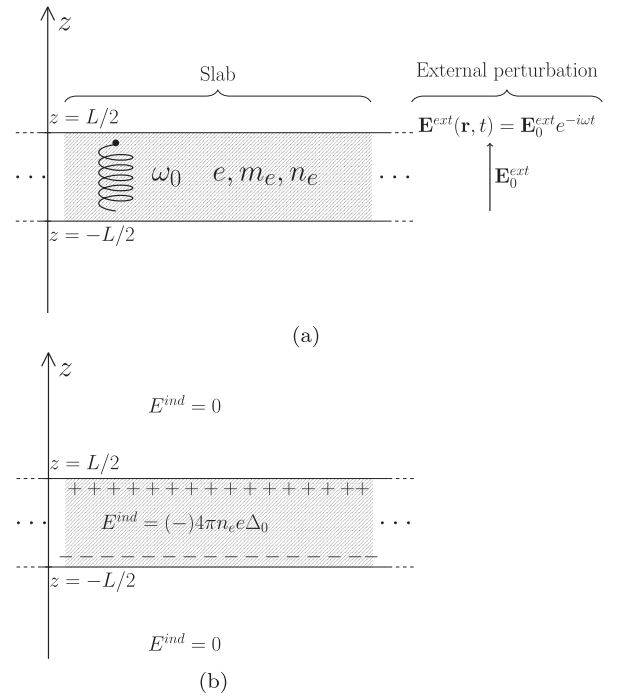 z
Slab
External perturbation
z = L/2
E^{ext}(r, t) = E_0^{ext} e^{-iωt}
ω_0 e, m_e, n_e
E_0^{ext}
z = −L/2
(a)
z
E^{ind} = 0
z = L/2
+ + + + + + + + + + + + + + + +
E^{ind} = (−)4πn_e eΔ_0
− − − − − − − − − − − − − − − − −
z = −L/2
E^{ind} = 0
(b)